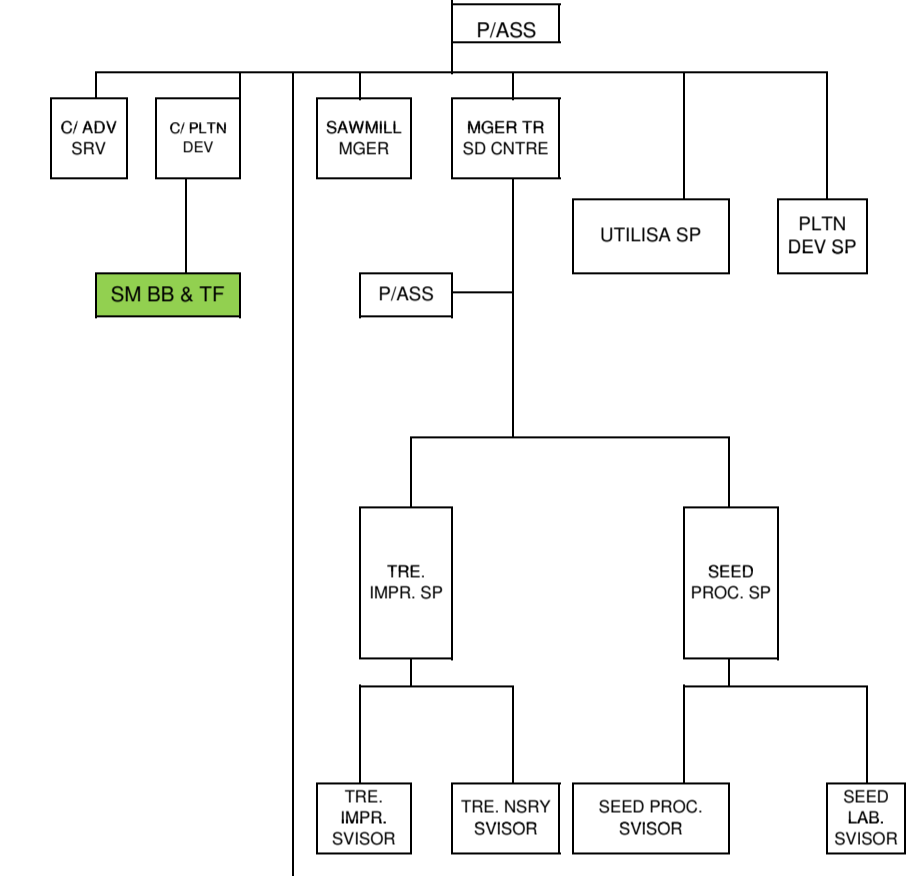 P/ASS
C/ ADV
SRV
C/ PLTN
DEV
SAWMILL
MGER
MGER TR
SD CNTRE
UTILISA SP
PLTN
DEV SP
SM BB & TF
P/ASS
TRE.
IMPR. SP
SEED
PROC. SP
TRE.
IMPR.
SVISOR
TRE. NSRY
SVISOR
SEED PROC.
SVISOR
SEED
LAB.
SVISOR